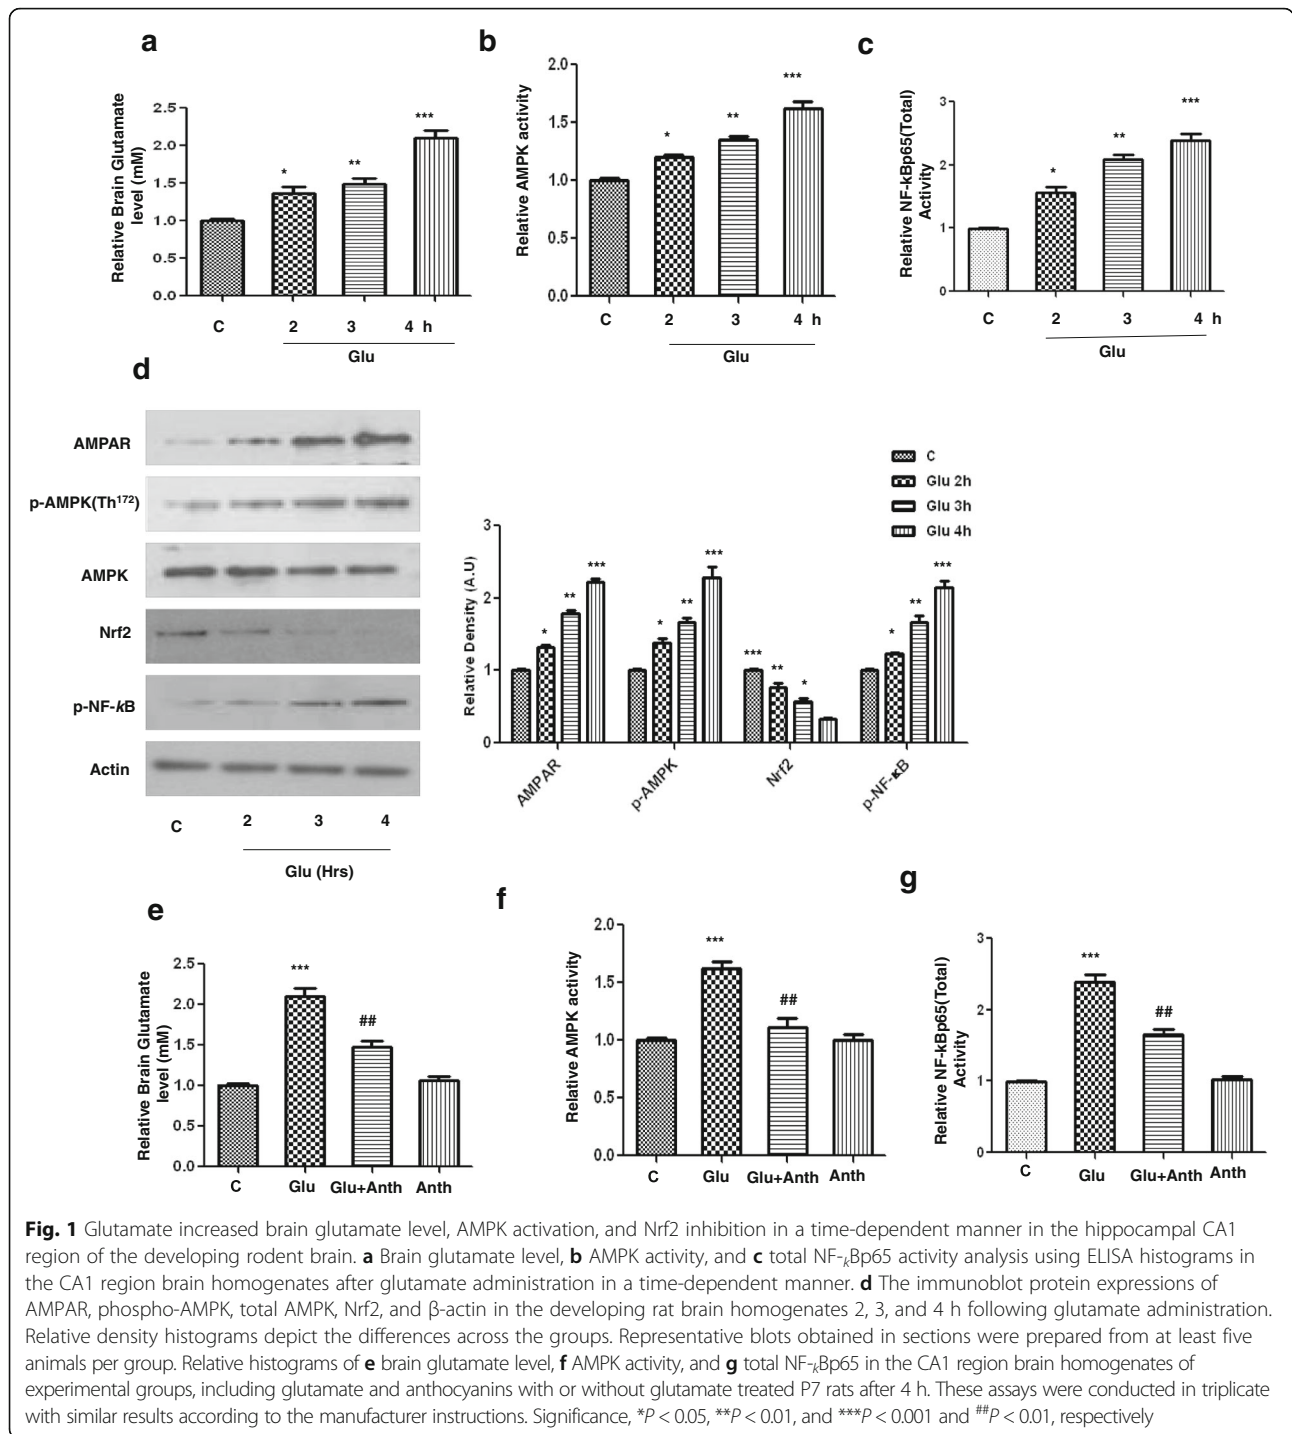 a
Relative Brain Glutamate
level (mM)
2.5
2.0
1.5
1.0
0.5
0.0
*
**
***
C 2 3 4 h
Glu
b
Relative AMPK activity
2.0
1.5
1.0
0.5
0.0
*
**
***
C 2 3 4 h
Glu
c
Relative NF-kBp65(Total)
Activity
3
2
1
0
*
**
***
C 2 3 4 h
Glu
d
AMPAR
p-AMPK(Th172)
AMPK
Nrf2
p-NF-kB
Actin
C 2 3 4
Glu (Hrs)
C
Glu 2h
Glu 3h
Glu 4h
Relative Density (A.U)
3
2
1
0
* ** ***
* ** ***
*** ** *
* ** ***
AMPAR p-AMPK Nrf2 p-NF-κB
e
Relative Brain Glutamate
level (mM)
2.5
2.0
1.5
1.0
0.5
0.0
***
##
C Glu Glu+Anth Anth
f
Relative AMPK activity
2.0
1.5
1.0
0.5
0.0
***
##
C Glu Glu+Anth Anth
g
Relative NF-kBp65(Total)
Activity
3
2
1
0
***
##
C Glu Glu+Anth Anth
Fig. 1 Glutamate increased brain glutamate level, AMPK activation, and Nrf2 inhibition in a time-dependent manner in the hippocampal CA1
region of the developing rodent brain. a Brain glutamate level, b AMPK activity, and c total NF-kBp65 activity analysis using ELISA histograms in
the CA1 region brain homogenates after glutamate administration in a time-dependent manner. d The immunoblot protein expressions of
AMPAR, phospho-AMPK, total AMPK, Nrf2, and β-actin in the developing rat brain homogenates 2, 3, and 4 h following glutamate administration.
Relative density histograms depict the differences across the groups. Representative blots obtained in sections were prepared from at least five
animals per group. Relative histograms of e brain glutamate level, f AMPK activity, and g total NF-kBp65 in the CA1 region brain homogenates of
experimental groups, including glutamate and anthocyanins with or without glutamate treated P7 rats after 4 h. These assays were conducted in triplicate
with similar results according to the manufacturer instructions. Significance, *P < 0.05, **P < 0.01, and ***P < 0.001 and ##P < 0.01, respectively